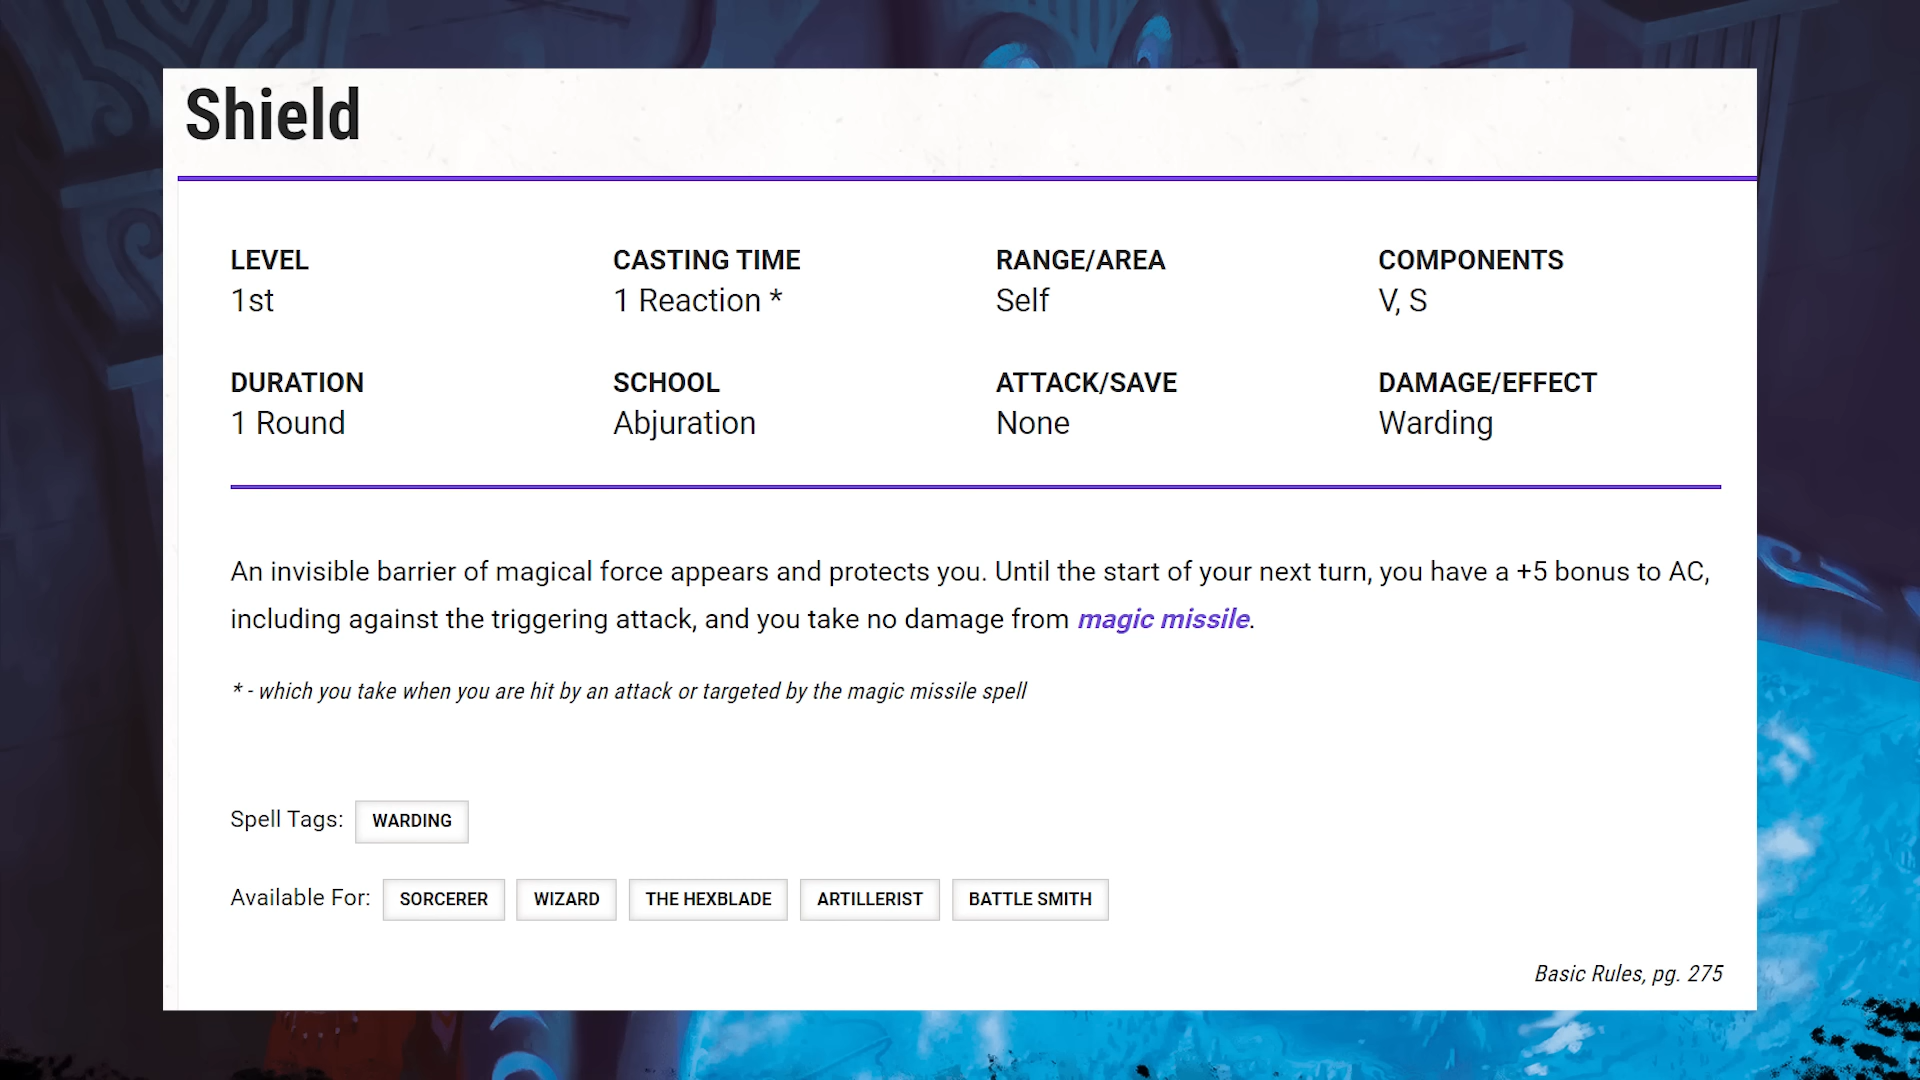 Shield
LEVEL
1st
CASTING TIME
1 Reaction *
RANGE/AREA
Self
COMPONENTS
V, S
DURATION
1 Round
SCHOOL
Abjuration
ATTACK/SAVE
None
DAMAGE/EFFECT
Warding
An invisible barrier of magical force appears and protects you. Until the start of your next turn, you have a +5 bonus to AC,
including against the triggering attack, and you take no damage from magic missile.
* - which you take when you are hit by an attack or targeted by the magic missile spell
Spell Tags: WARDING
Available For: SORCERER WIZARD THE HEXBLADE ARTILLERIST BATTLE SMITH
Basic Rules, pg. 275